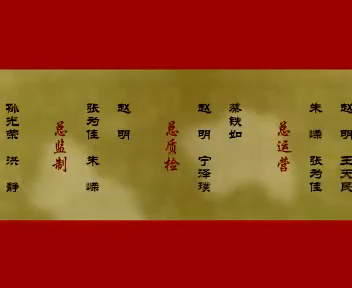 孙光荣 洪静
总监制
张为佳 朱嵘
赵明
总质检
赵明 宁泽璞
蔡铁如
总运营
朱嵘 张为佳
赵明 王天民